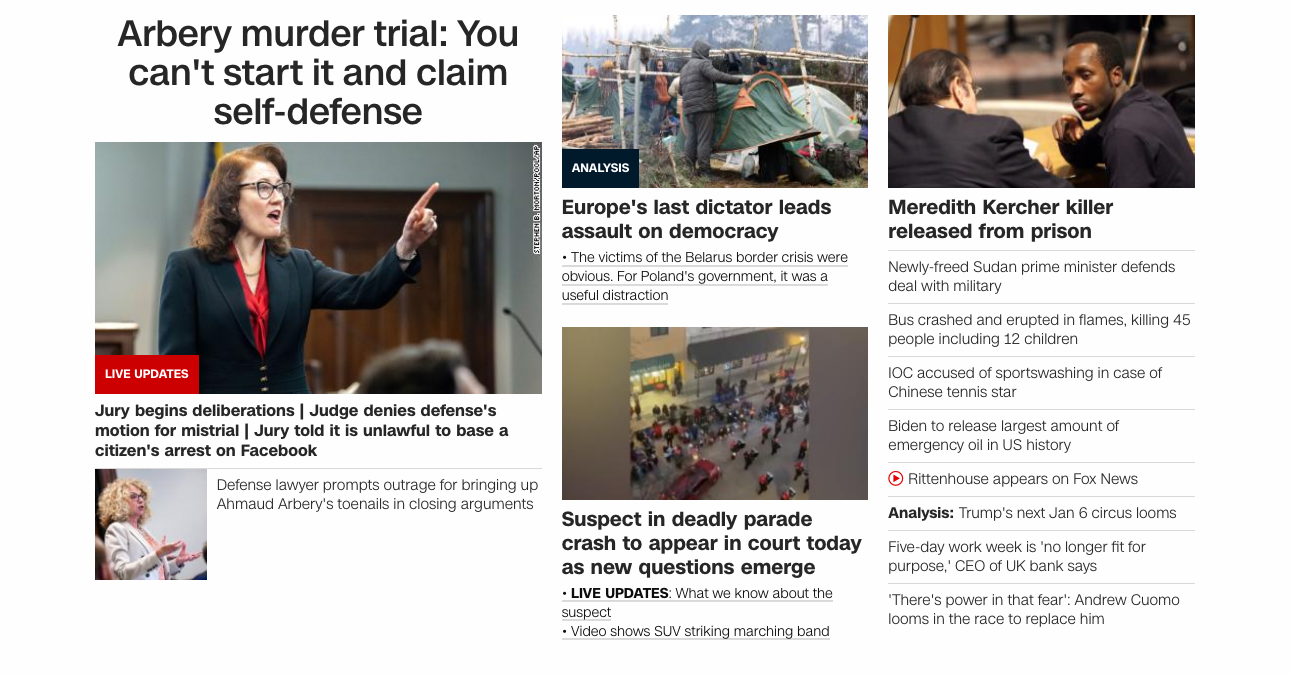 Arbery murder trial: You
can't start it and claim
self-defense
STEPHEN B. MORTON/POOL/AP
LIVE UPDATES
Jury begins deliberations | Judge denies defense's
motion for mistrial | Jury told it is unlawful to base a
citizen's arrest on Facebook
Defense lawyer prompts outrage for bringing up
Ahmaud Arbery's toenails in closing arguments
ANALYSIS
Europe's last dictator leads
assault on democracy
• The victims of the Belarus border crisis were
obvious. For Poland's government, it was a
useful distraction
Suspect in deadly parade
crash to appear in court today
as new questions emerge
• LIVE UPDATES: What we know about the
suspect
• Video shows SUV striking marching band
Meredith Kercher killer
released from prison
Newly-freed Sudan prime minister defends
deal with military
Bus crashed and erupted in flames, killing 45
people including 12 children
IOC accused of sportswashing in case of
Chinese tennis star
Biden to release largest amount of
emergency oil in US history
Rittenhouse appears on Fox News
Analysis: Trump's next Jan 6 circus looms
Five-day work week is 'no longer fit for
purpose,' CEO of UK bank says
'There's power in that fear': Andrew Cuomo
looms in the race to replace him